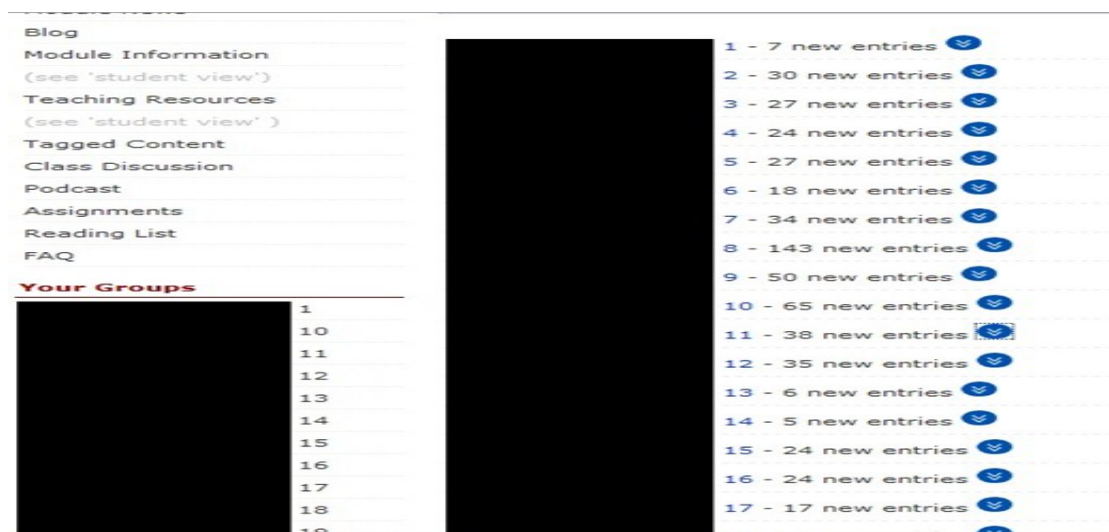 Blog
Module Information
(see 'student view')
Teaching Resources
(see 'student view' )
Tagged Content
Class Discussion
Podcast
Assignments
Reading List
FAQ
Your Groups
1
10
11
12
13
14
15
16
17
18
1 - 7 new entries
2 - 30 new entries
3 - 27 new entries
4 - 24 new entries
5 - 27 new entries
6 - 18 new entries
7 - 34 new entries
8 - 143 new entries
9 - 50 new entries
10 - 65 new entries
11 - 38 new entries
12 - 35 new entries
13 - 6 new entries
14 - 5 new entries
15 - 24 new entries
16 - 24 new entries
17 - 17 new entries